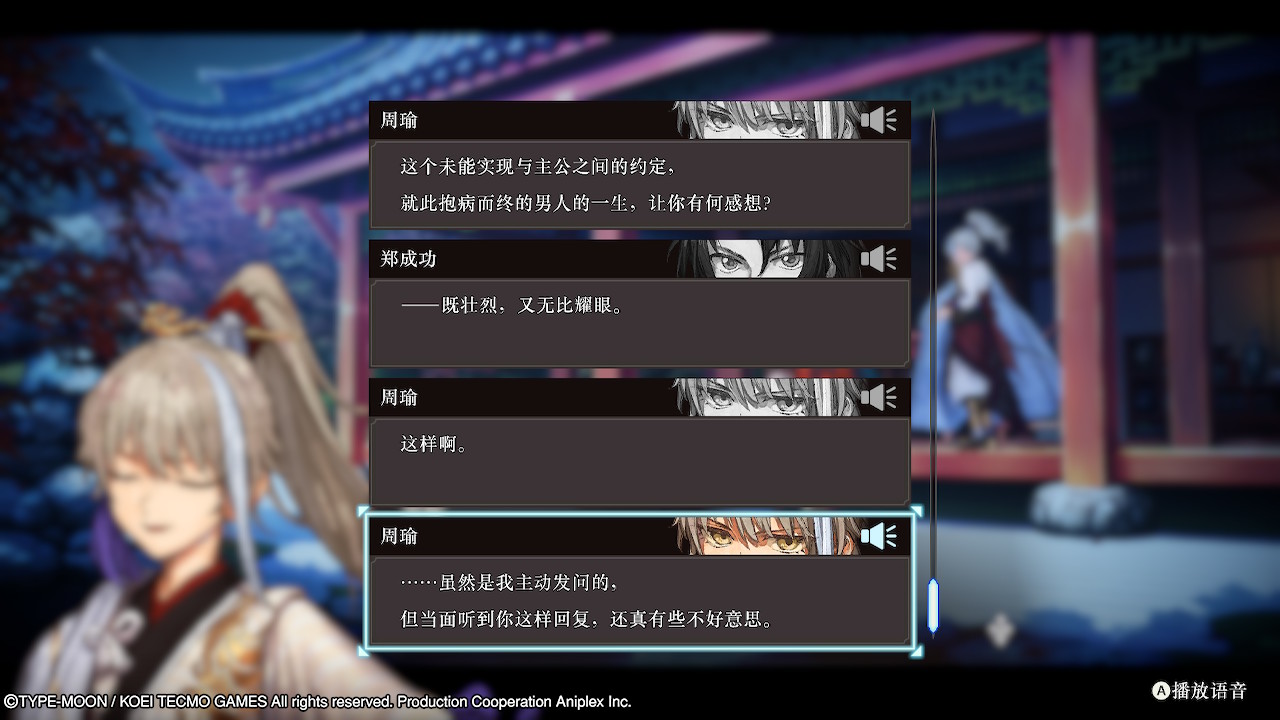 周瑜
这个未能实现与主公之间的约定，
就此抱病而终的男人的一生，让你有何感想？
郑成功
——既壮烈，又无比耀眼。
周瑜
这样啊。
周瑜
……虽然是我主动发问的，
但当面听到你这样回复，还真有些不好意思。
Ⓐ播放语音
©TYPE-MOON / KOEI TECMO GAMES All rights reserved. Production Cooperation Aniplex Inc.